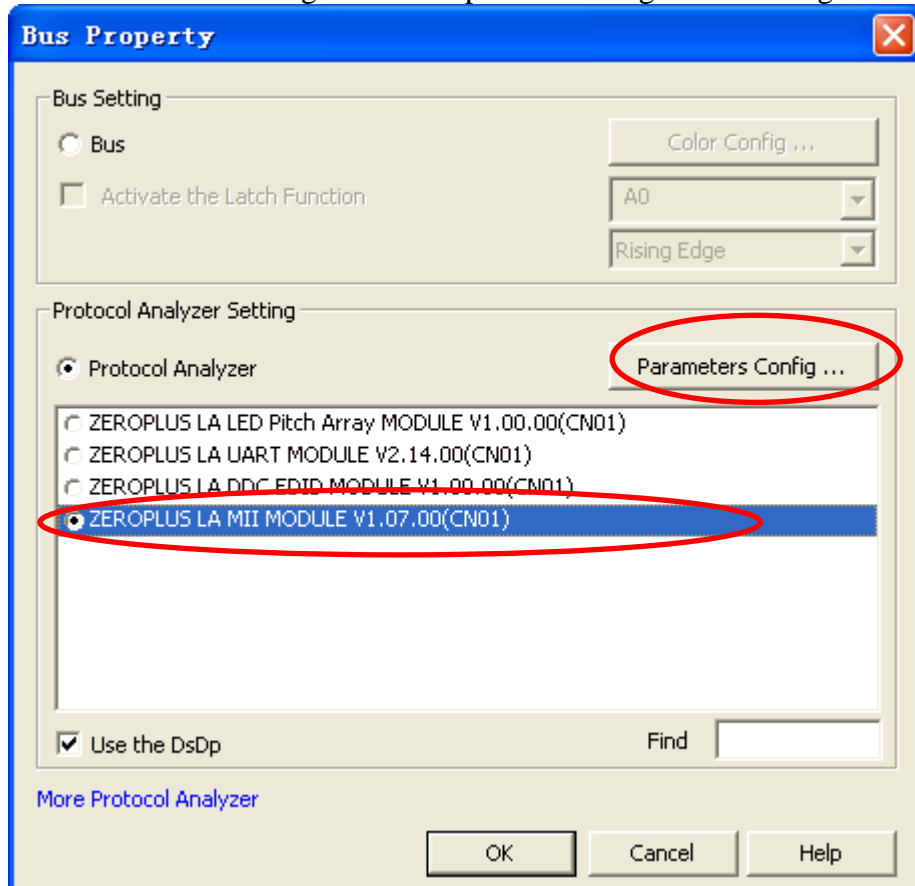 Bus Property
Bus Setting
Bus
Color Config ...
Activate the Latch Function
A0
Rising Edge
Protocol Analyzer Setting
Protocol Analyzer
Parameters Config ...
ZEROPLUS LA LED Pitch Array MODULE V1.00.00(CN01)
ZEROPLUS LA UART MODULE V2.14.00(CN01)
ZEROPLUS LA DDC EDID MODULE V1.00.00(CN01)
ZEROPLUS LA MII MODULE V1.07.00(CN01)
Use the DsDp
Find
More Protocol Analyzer
OK
Cancel
Help